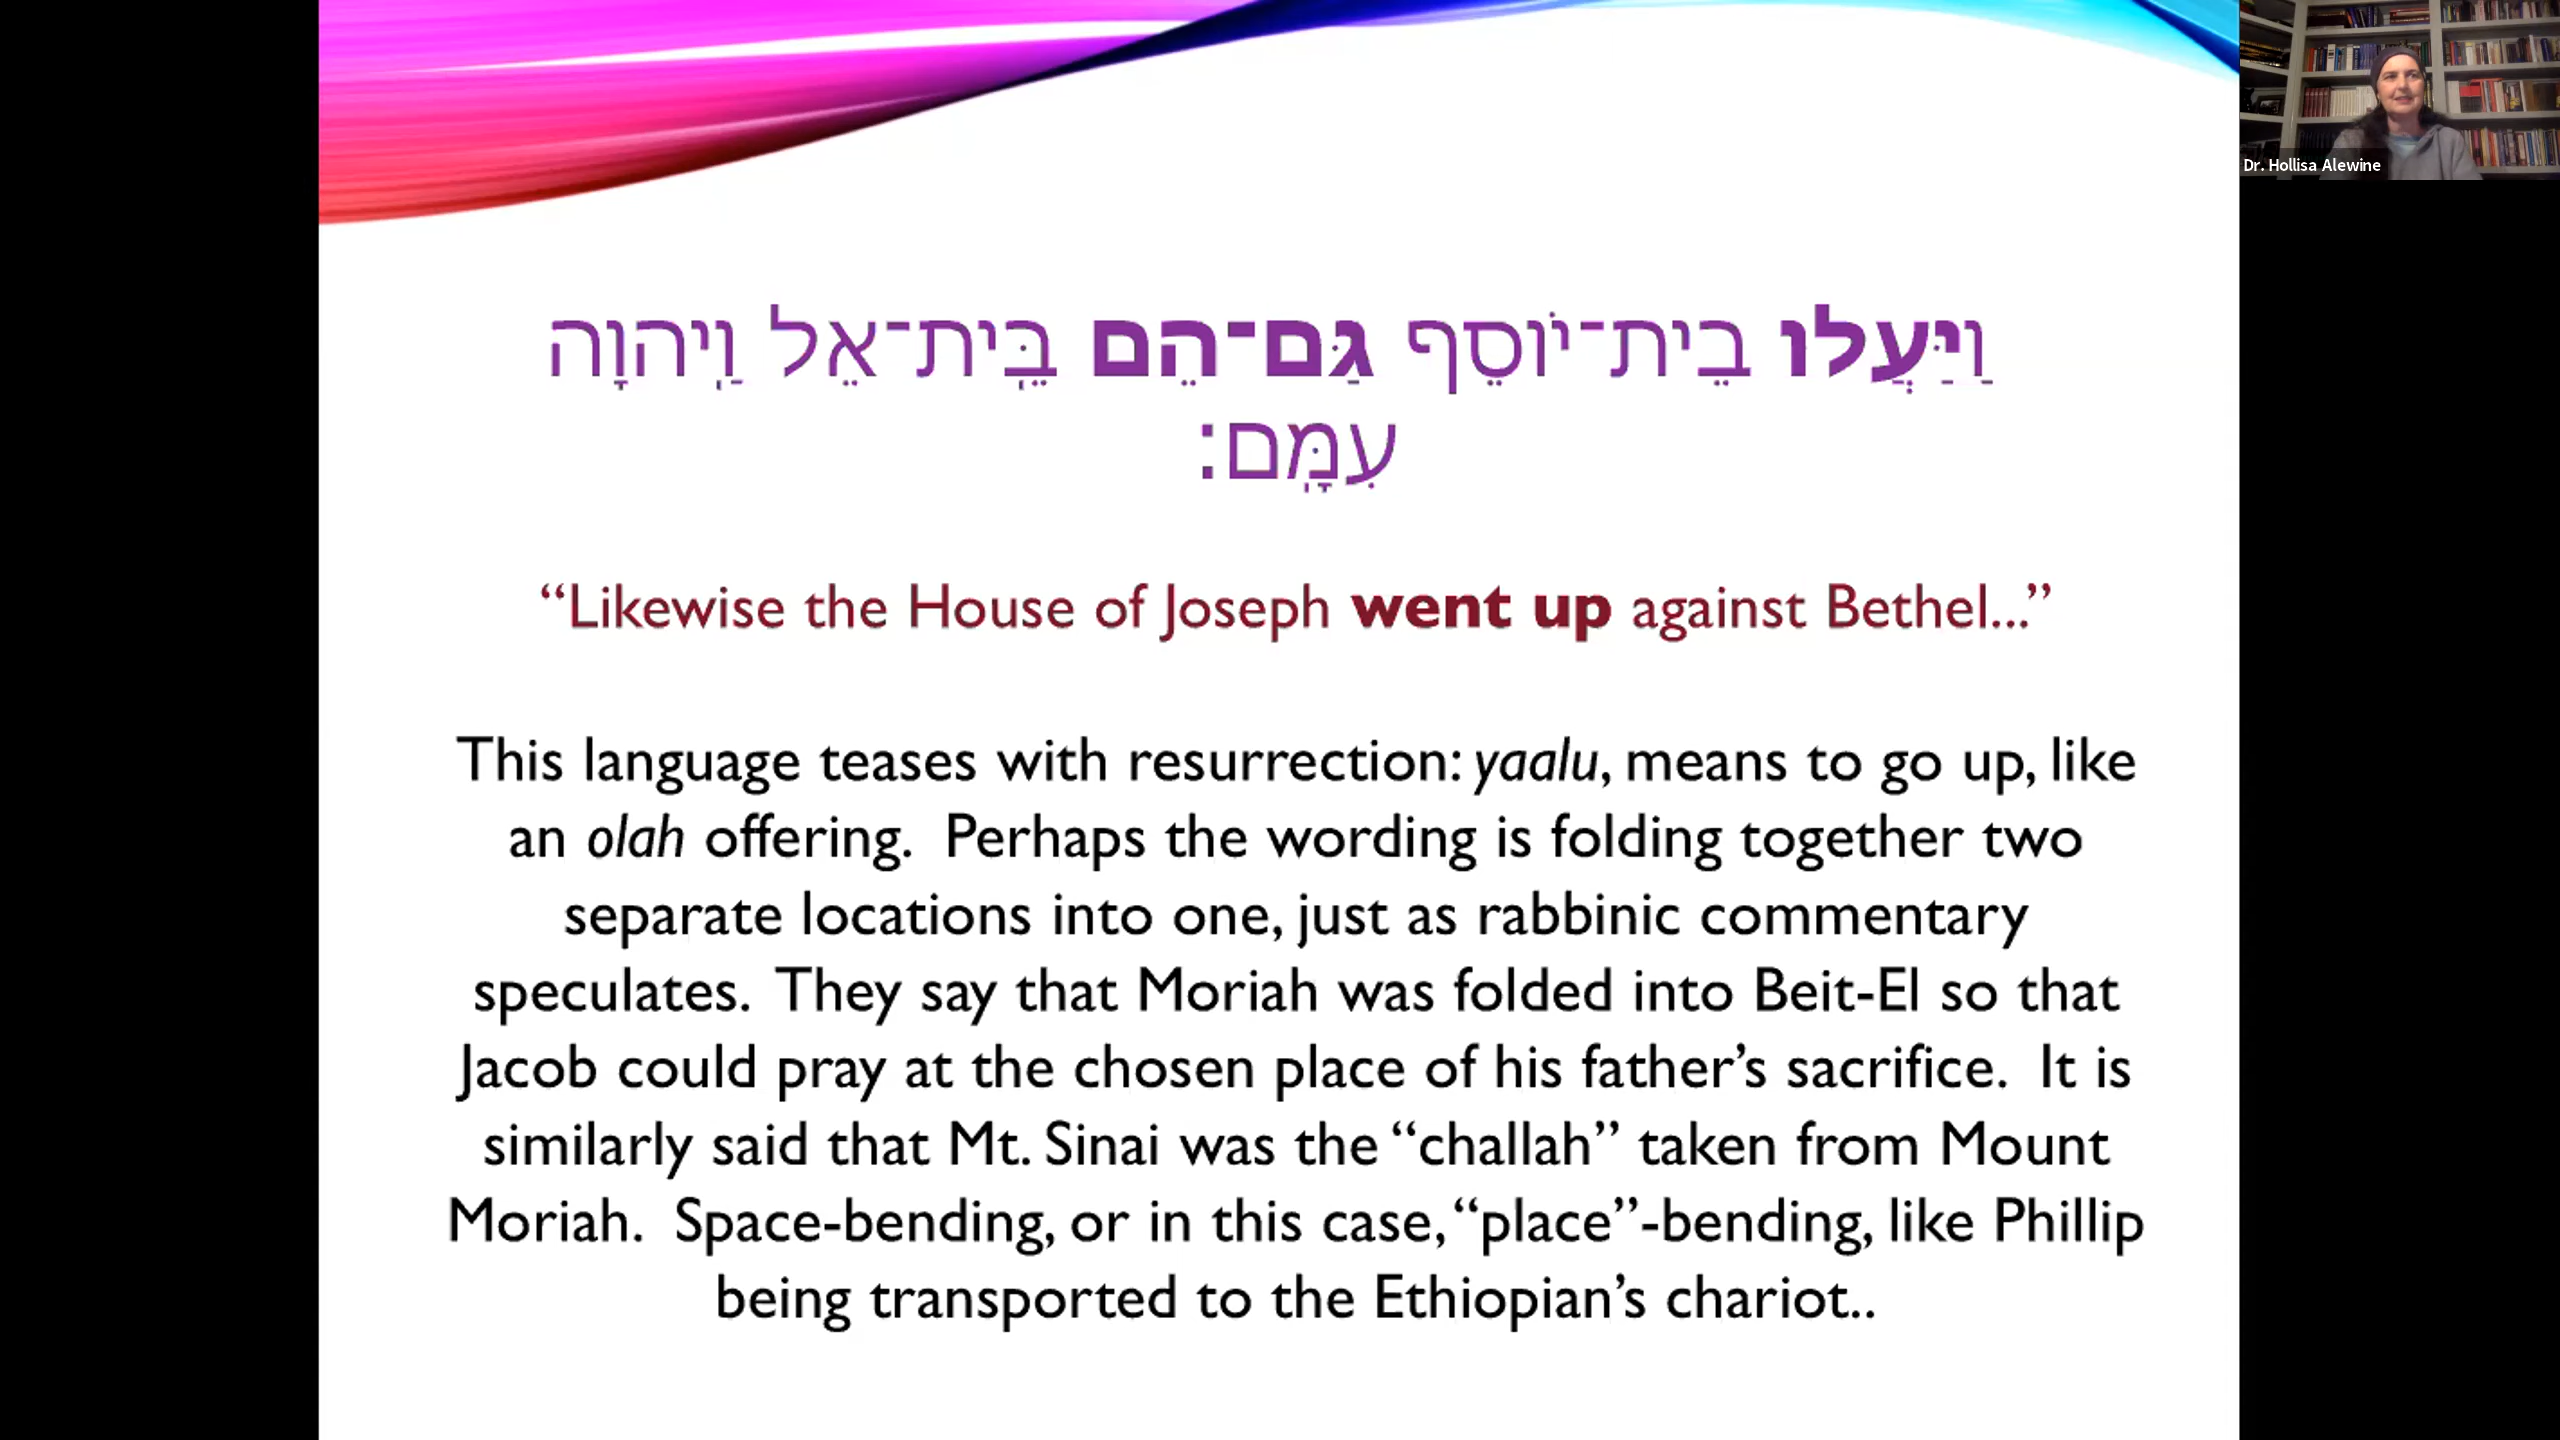 Dr. Hollisa Alewine
וַיַּעֲלוּ בֵית־יוֹסֵף גַּם־הֵם בֵּיֽת־אֵל וַיֽהוָה
עִמָּֽם׃
“Likewise the House of Joseph went up against Bethel...”
This language teases with resurrection: yaalu, means to go up, like
an olah offering.  Perhaps the wording is folding together two
separate locations into one, just as rabbinic commentary
speculates.  They say that Moriah was folded into Beit-El so that
Jacob could pray at the chosen place of his father’s sacrifice.  It is
similarly said that Mt. Sinai was the “challah” taken from Mount
Moriah.  Space-bending, or in this case, “place”-bending, like Phillip
being transported to the Ethiopian’s chariot..